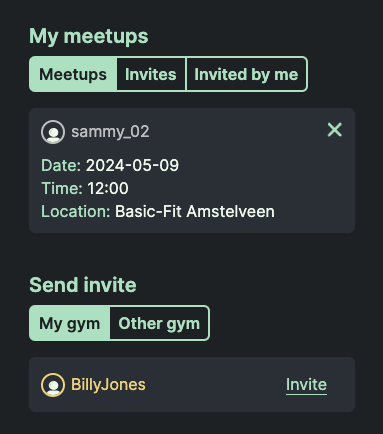 My meetups
Meetups Invites Invited by me
sammy_02
Date: 2024-05-09
Time: 12:00
Location: Basic-Fit Amstelveen
Send invite
My gym Other gym
BillyJones Invite